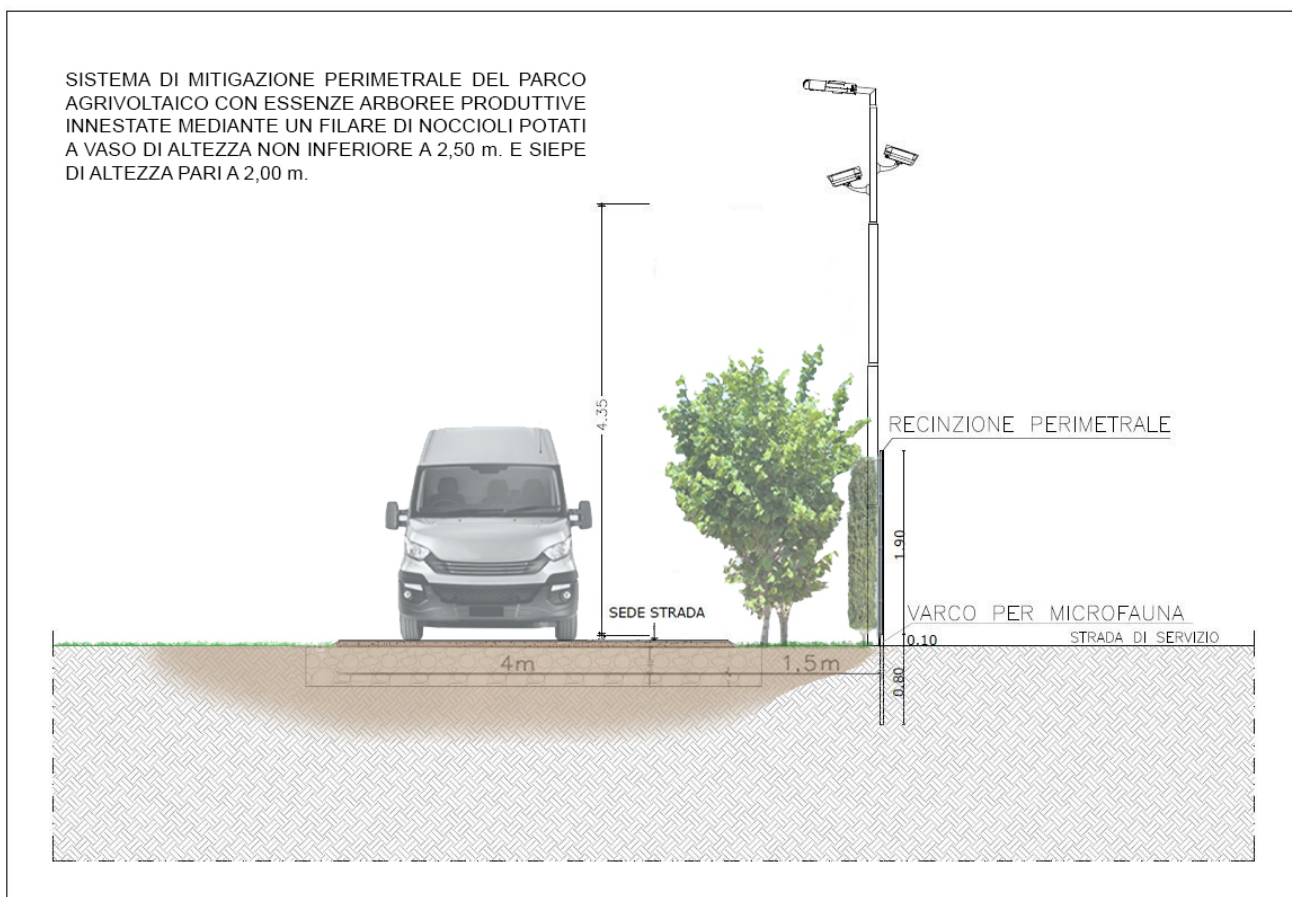 SISTEMA DI MITIGAZIONE PERIMETRALE DEL PARCO
AGRIVOLTAICO CON ESSENZE ARBOREE PRODUTTIVE
INNESTATE MEDIANTE UN FILARE DI NOCCIOLI POTATI
A VASO DI ALTEZZA NON INFERIORE A 2,50 m. E SIEPE
DI ALTEZZA PARI A 2,00 m.
4.35
RECINZIONE PERIMETRALE
1.90
SEDE STRADA
VARCO PER MICROFAUNA
0.10
STRADA DI SERVIZIO
4m
1.5m
0.80